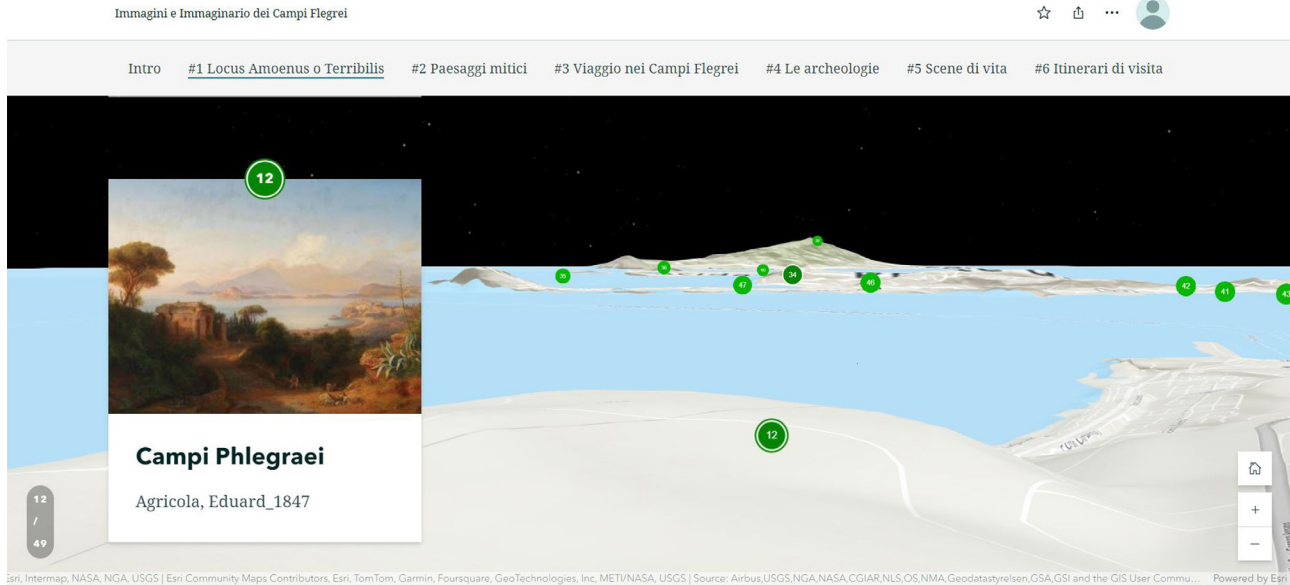 Immagini e Immaginario dei Campi Flegrei
Intro #1 Locus Amoenus o Terribilis #2 Paesaggi mitici #3 Viaggio nei Campi Flegrei #4 Le archeologie #5 Scene di vita #6 Itinerari di visita
12
35
47
34
46
42
41
43
12
Campi Phlegraei
Agricola, Eduard_1847
12
/
49
+
−
Esri, Intermap, NASA, NGA, USGS | Esri Community Maps Contributors, Esri, TomTom, Garmin, Foursquare, GeoTechnologies, Inc, METI/NASA, USGS | Source: Airbus,USGS,NGA,NASA,CGIAR,NLS,OS,NMA,Geodatastyrelsen,GSA,GSI and the GIS User Commu... Powered by Esri